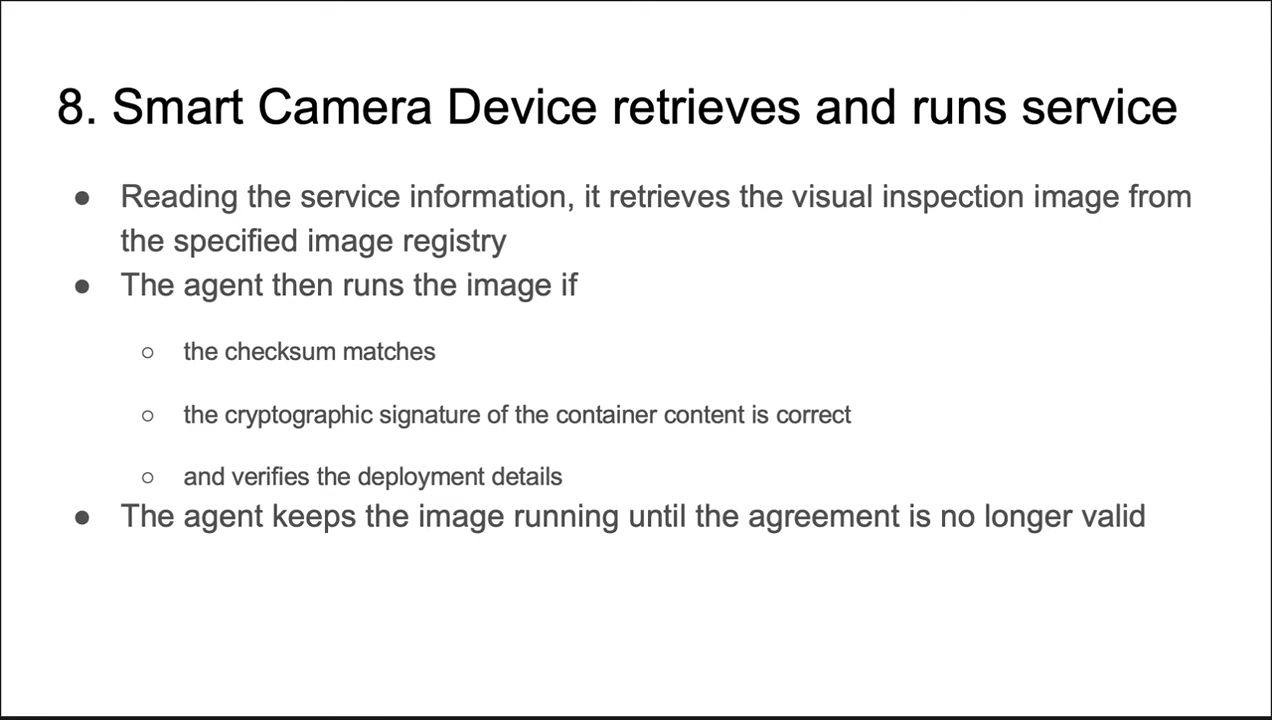 8. Smart Camera Device retrieves and runs service
● Reading the service information, it retrieves the visual inspection image from
the specified image registry
● The agent then runs the image if
○ the checksum matches
○ the cryptographic signature of the container content is correct
○ and verifies the deployment details
● The agent keeps the image running until the agreement is no longer valid